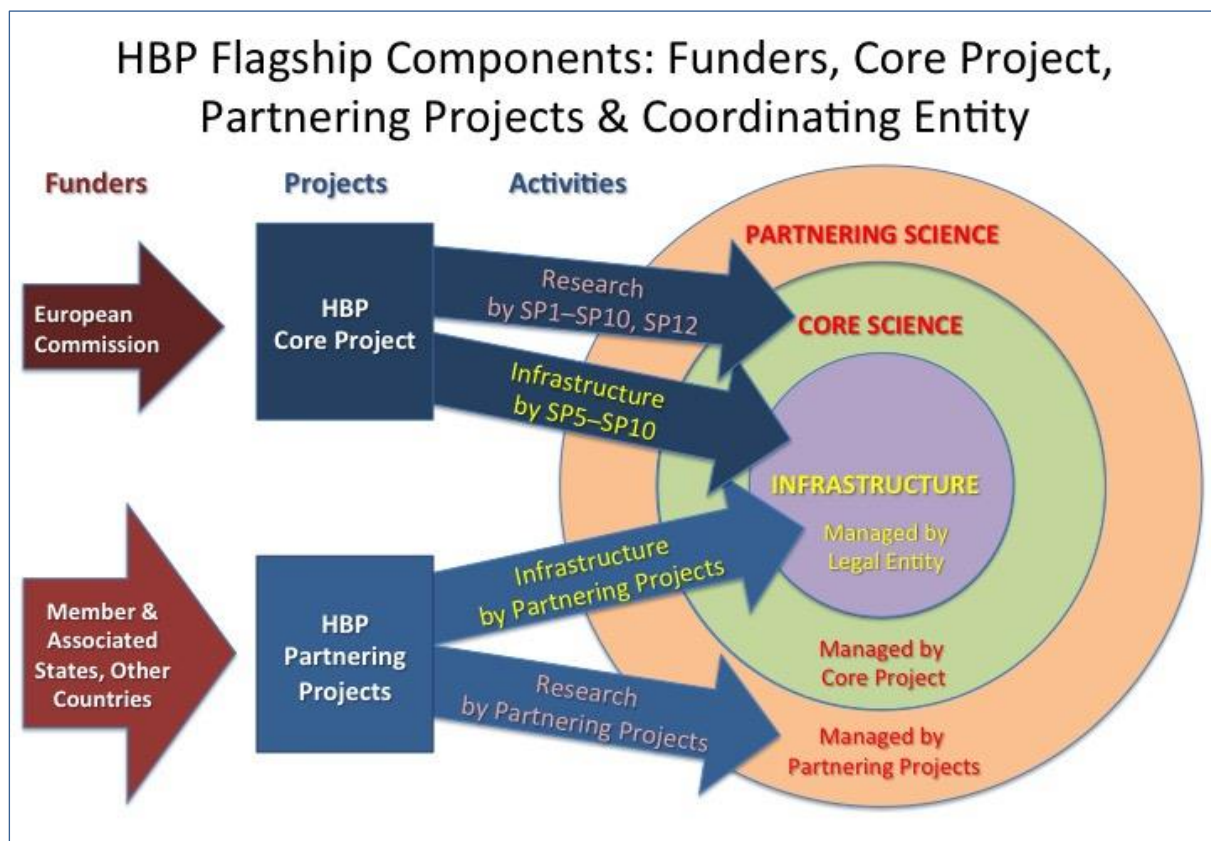 HBP Flagship Components: Funders, Core Project,
Partnering Projects & Coordinating Entity
Funders
Projects
Activities
European
Commission
HBP
Core Project
Research
by SP1–SP10, SP12
Infrastructure
by SP5–SP10
Member &
Associated
States, Other
Countries
HBP
Partnering
Projects
Infrastructure
by Partnering Projects
Research
by Partnering Projects
PARTNERING SCIENCE
CORE SCIENCE
INFRASTRUCTURE
Managed by
Legal Entity
Managed by
Core Project
Managed by
Partnering Projects